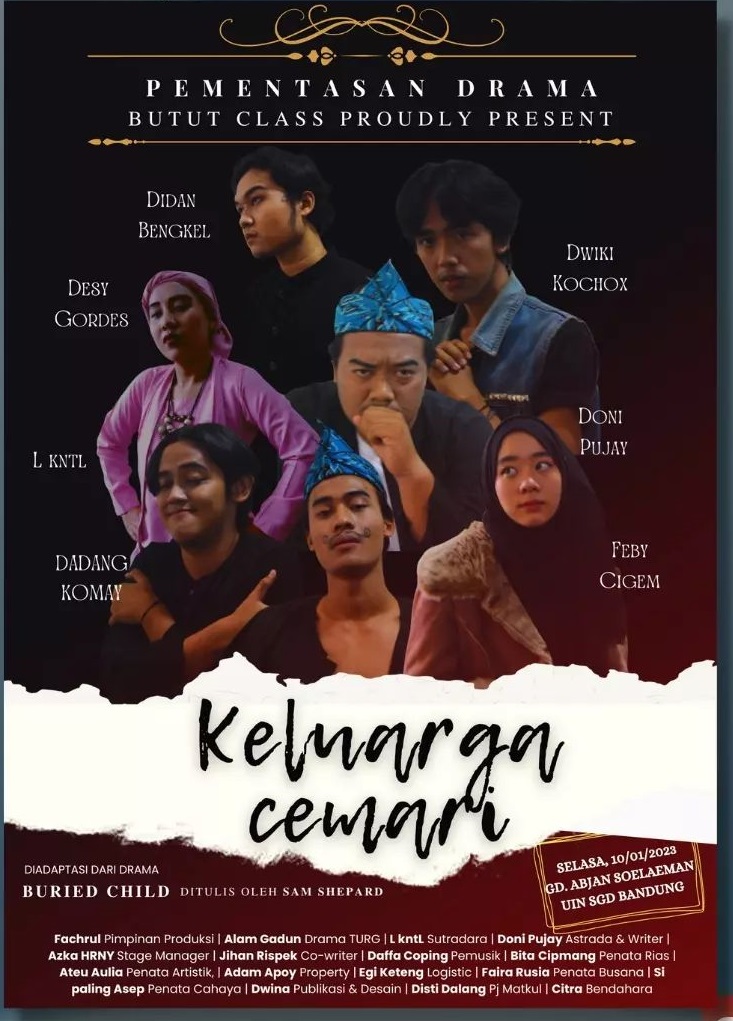 PEMENTASAN DRAMA
BUTUT CLASS PROUDLY PRESENT
DIDAN
BENGKEL
DWIKI
KOCHOX
DESY
GORDES
DONI
PUJAY
L KNTL
FEBY
CIGEM
DADANG
KOMAY
Keluarga
cemari
DIADAPTASI DARI DRAMA
BURIED CHILD DITULIS OLEH SAM SHEPARD
SELASA, 10/01/2023
GD. ABJAN SOELAEMAN
UIN SGD BANDUNG
Fachrul Pimpinan Produksi | Alam Gadun Drama TURG | L kntL Sutradara | Doni Pujay Astrada & Writer |
Azka HRNY Stage Manager | Jihan Rispek Co-writer | Daffa Coping Pemusik | Bita Cipmang Penata Rias |
Ateu Aulia Penata Artistik, | Adam Apoy Property | Egi Keteng Logistic | Faira Rusia Penata Busana | Si
paling Asep Penata Cahaya | Dwina Publikasi & Desain | Disti Dalang Pj Matkul | Citra Bendahara